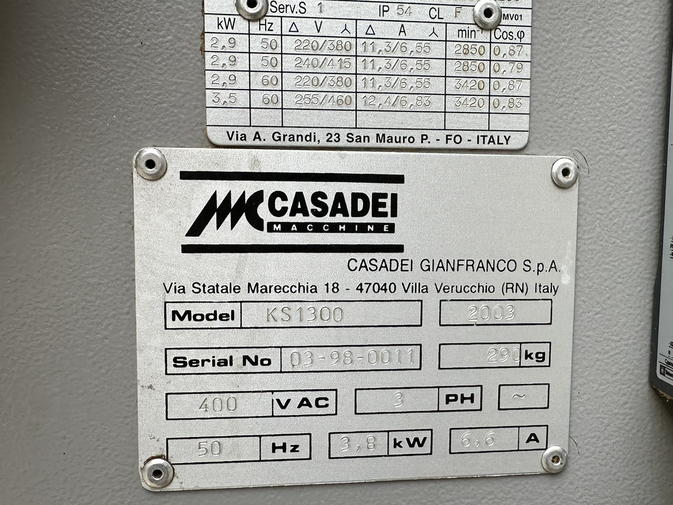 Serv.S 1 IP 54 CL F MV01
kW Hz Δ V ⅄ Δ A ⅄ min⁻¹ Cos.φ
2,9 50 220/380 11,3/6,55 2850 0,87
2,9 50 240/415 11,3/6,55 2850 0,79
2,9 60 220/380 11,3/6,55 3420 0,87
3,5 60 255/460 12,4/6,83 3420 0,83
Via A. Grandi, 23 San Mauro P. - FO - ITALY
MC CASADEI
MACCHINE
CASADEI GIANFRANCO S.p.A.
Via Statale Marecchia 18 - 47040 Villa Verucchio (RN) Italy
Model KS1300 2003
Serial No 03-98-0011 290 kg
400 V AC 3 PH ~
50 Hz 3,8 kW 6,6 A